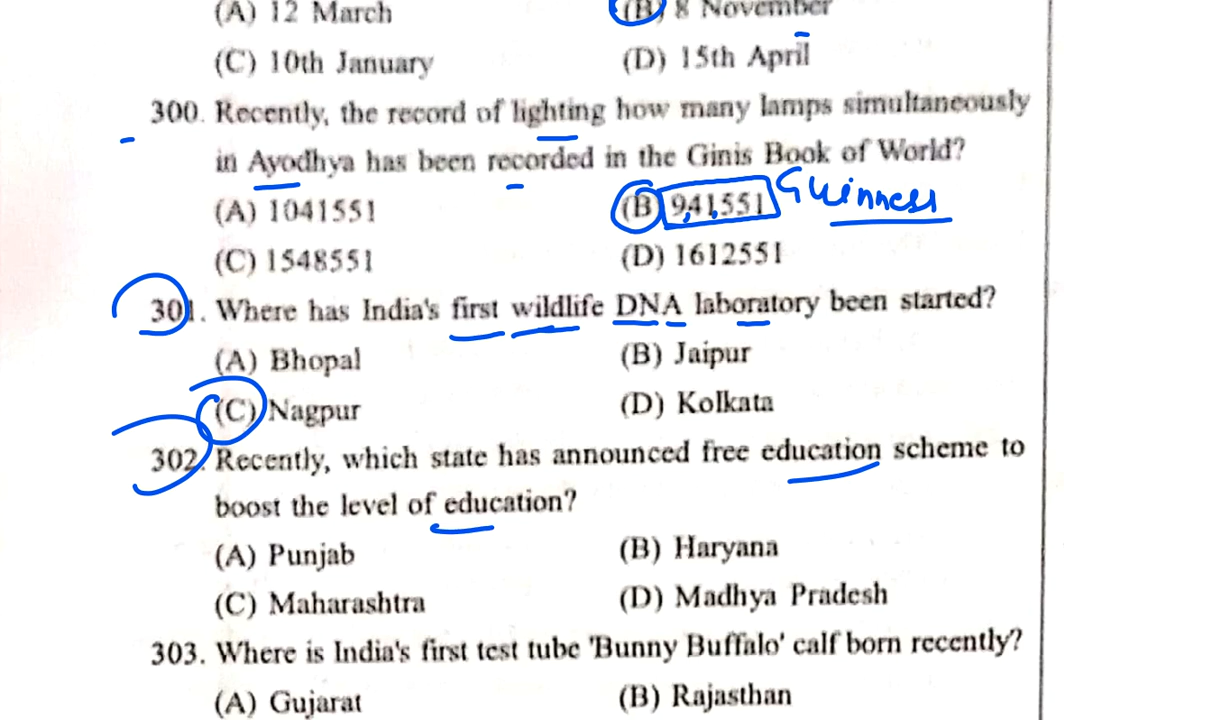 (A) 12 March (B) 8 November
(C) 10th January (D) 15th April
300. Recently, the record of lighting how many lamps simultaneously
in Ayodhya has been recorded in the Ginis Book of World?
Guinness
(A) 1041551 (B) 941551
(C) 1548551 (D) 1612551
301. Where has India's first wildlife DNA laboratory been started?
(A) Bhopal (B) Jaipur
(C) Nagpur (D) Kolkata
302. Recently, which state has announced free education scheme to
boost the level of education?
(A) Punjab (B) Haryana
(C) Maharashtra (D) Madhya Pradesh
303. Where is India's first test tube 'Bunny Buffalo' calf born recently?
(A) Gujarat (B) Rajasthan